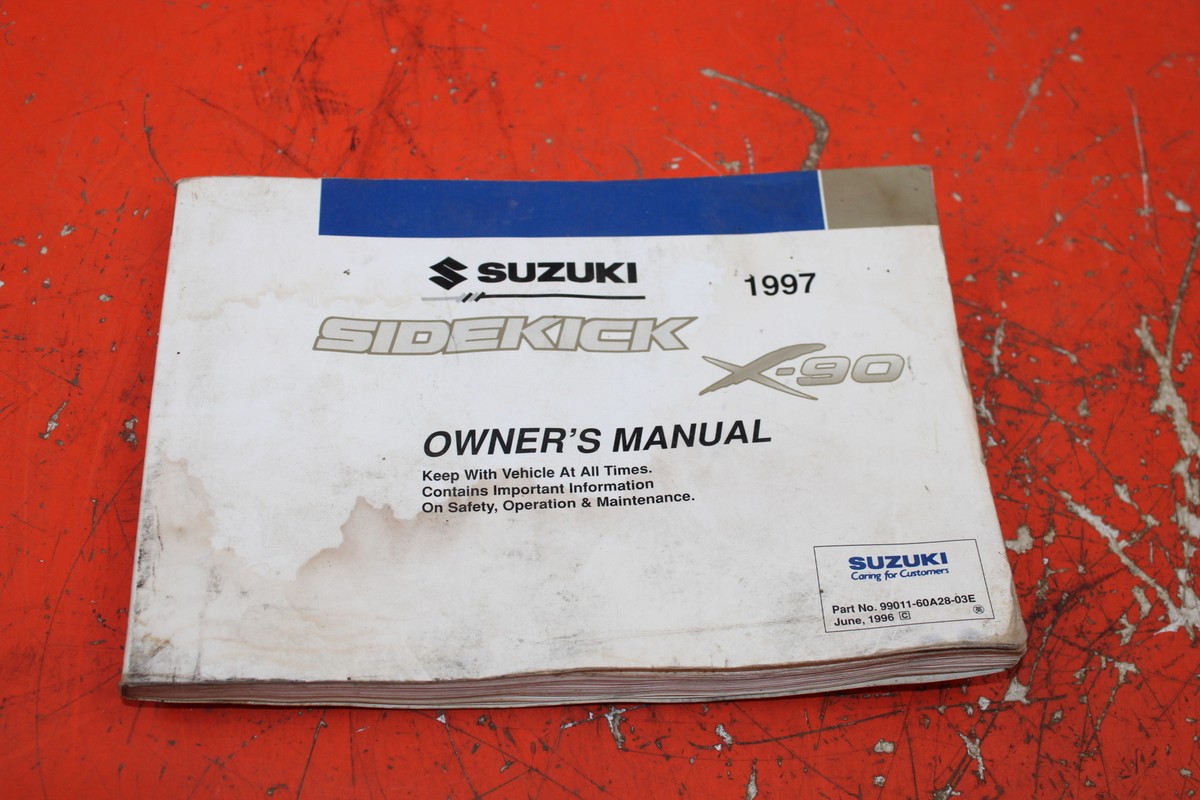 SUZUKI
1997
SIDEKICK
X-90
OWNER'S MANUAL
Keep With Vehicle At All Times.
Contains Important Information
On Safety, Operation & Maintenance.
SUZUKI
Caring for Customers
Part No. 99011-60A28-03E
June, 1996 C